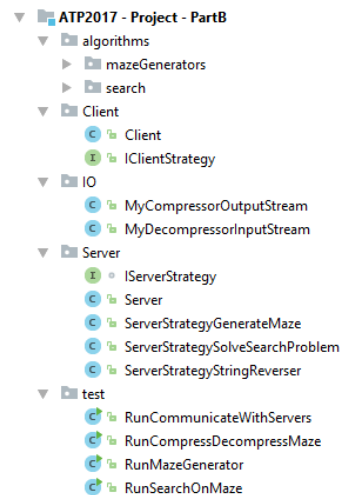 ATP2017 - Project - PartB
algorithms
mazeGenerators
search
Client
C Client
I IClientStrategy
IO
C MyCompressorOutputStream
C MyDecompressorInputStream
Server
I IServerStrategy
C Server
C ServerStrategyGenerateMaze
C ServerStrategySolveSearchProblem
C ServerStrategyStringReverser
test
C RunCommunicateWithServers
C RunCompressDecompressMaze
C RunMazeGenerator
C RunSearchOnMaze